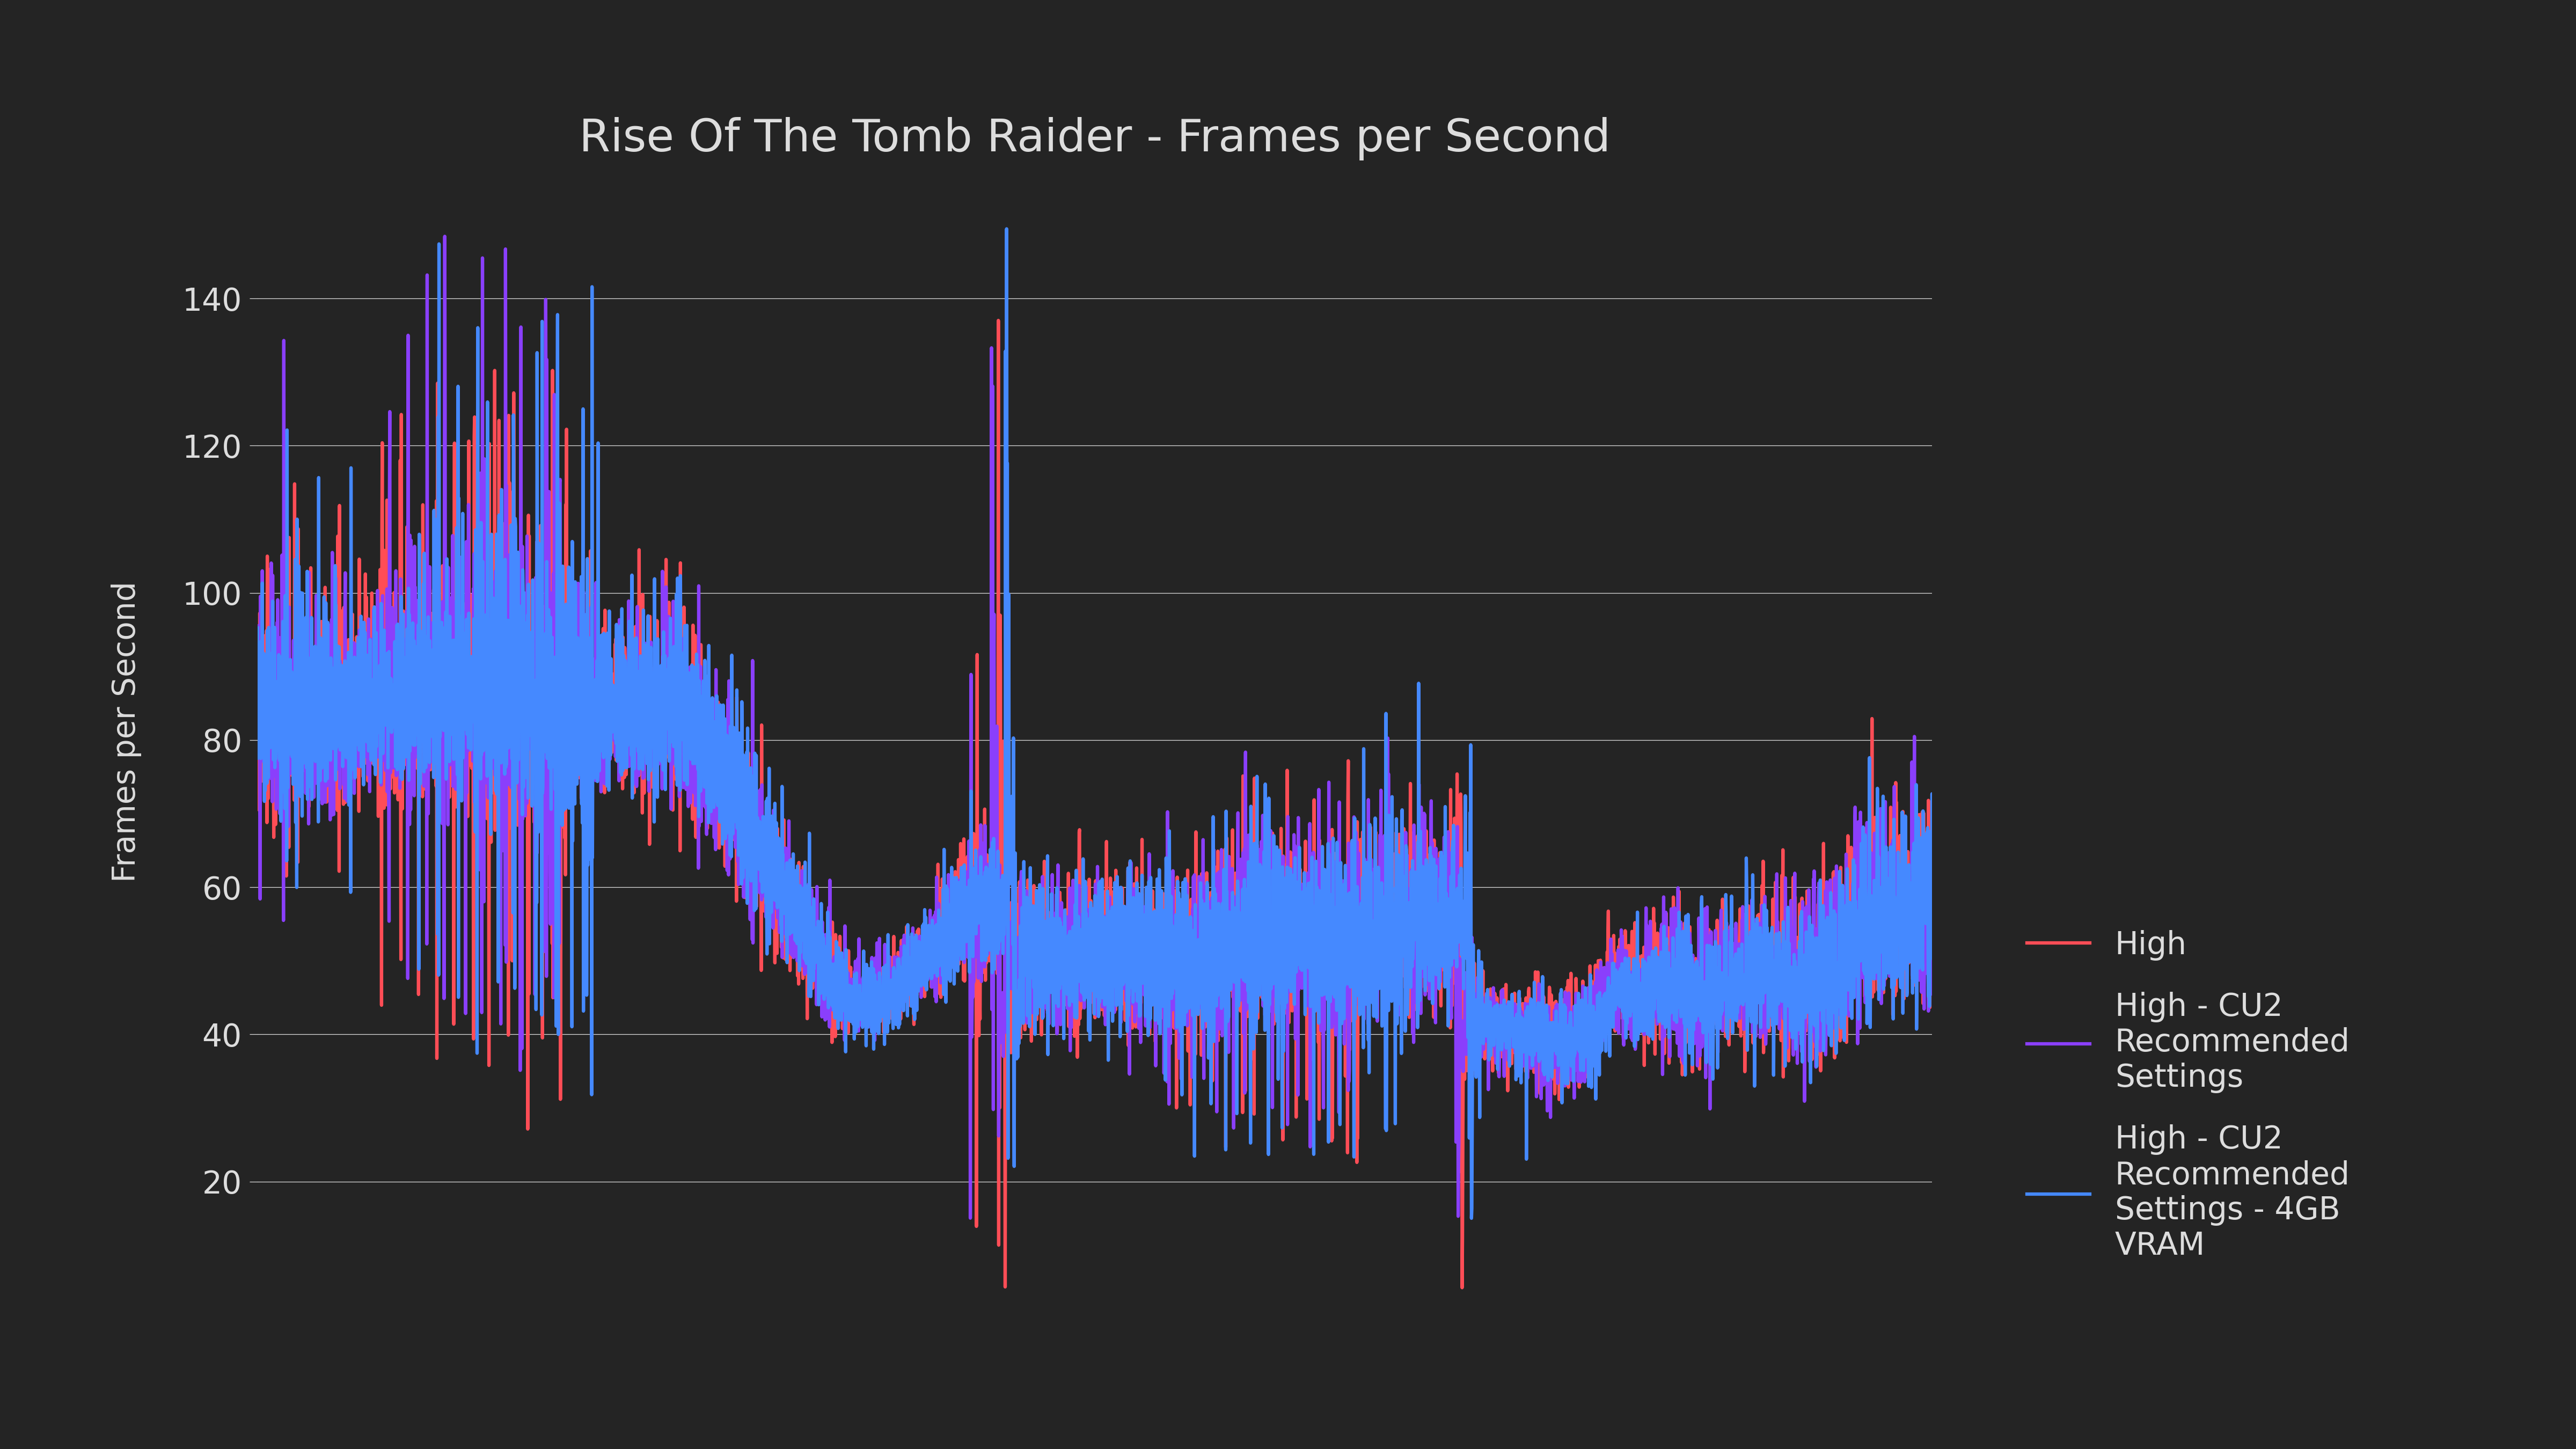 Rise Of The Tomb Raider - Frames per Second
Frames per Second
140
120
100
80
60
40
20
High
High - CU2
Recommended
Settings
High - CU2
Recommended
Settings - 4GB
VRAM